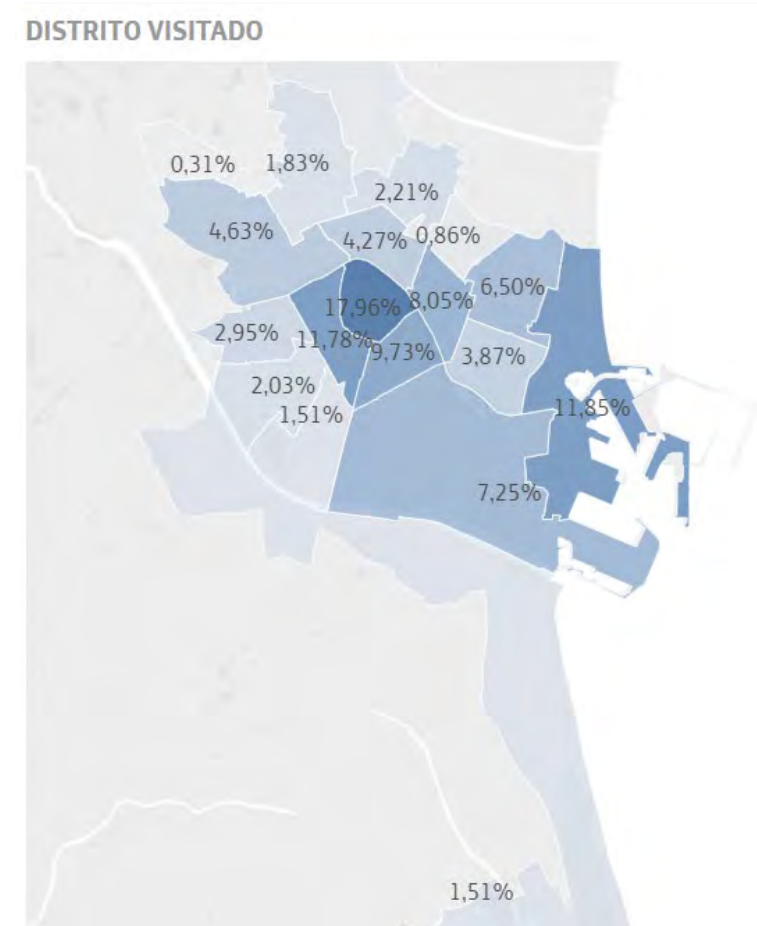 DISTRITO VISITADO
0,31% 1,83%
2,21%
4,63% 4,27% 0,86%
6,50%
17,96% 8,05%
2,95% 11,78% 9,73% 3,87%
2,03%
1,51% 11,85%
7,25%
1,51%